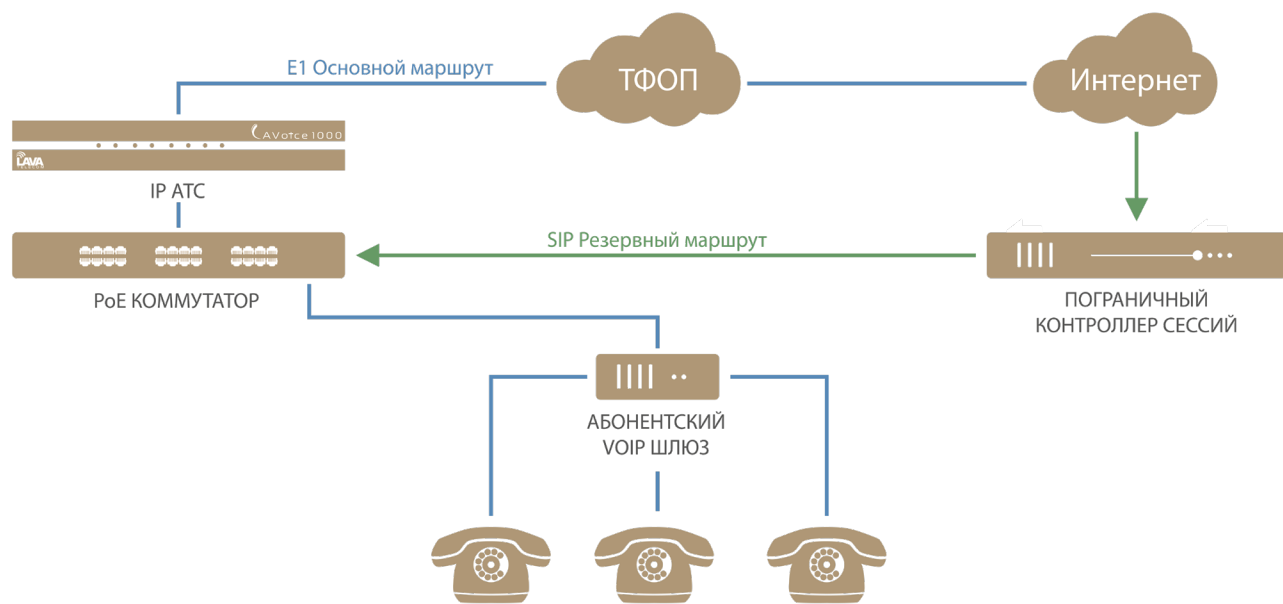 E1 Основной маршрут
ТФОП
Интернет
AVoice1000
LAVA
IP АТС
SIP Резервный маршрут
PoE КОММУТАТОР
ПОГРАНИЧНЫЙ
КОНТРОЛЛЕР СЕССИЙ
АБОНЕНТСКИЙ
VOIP ШЛЮЗ